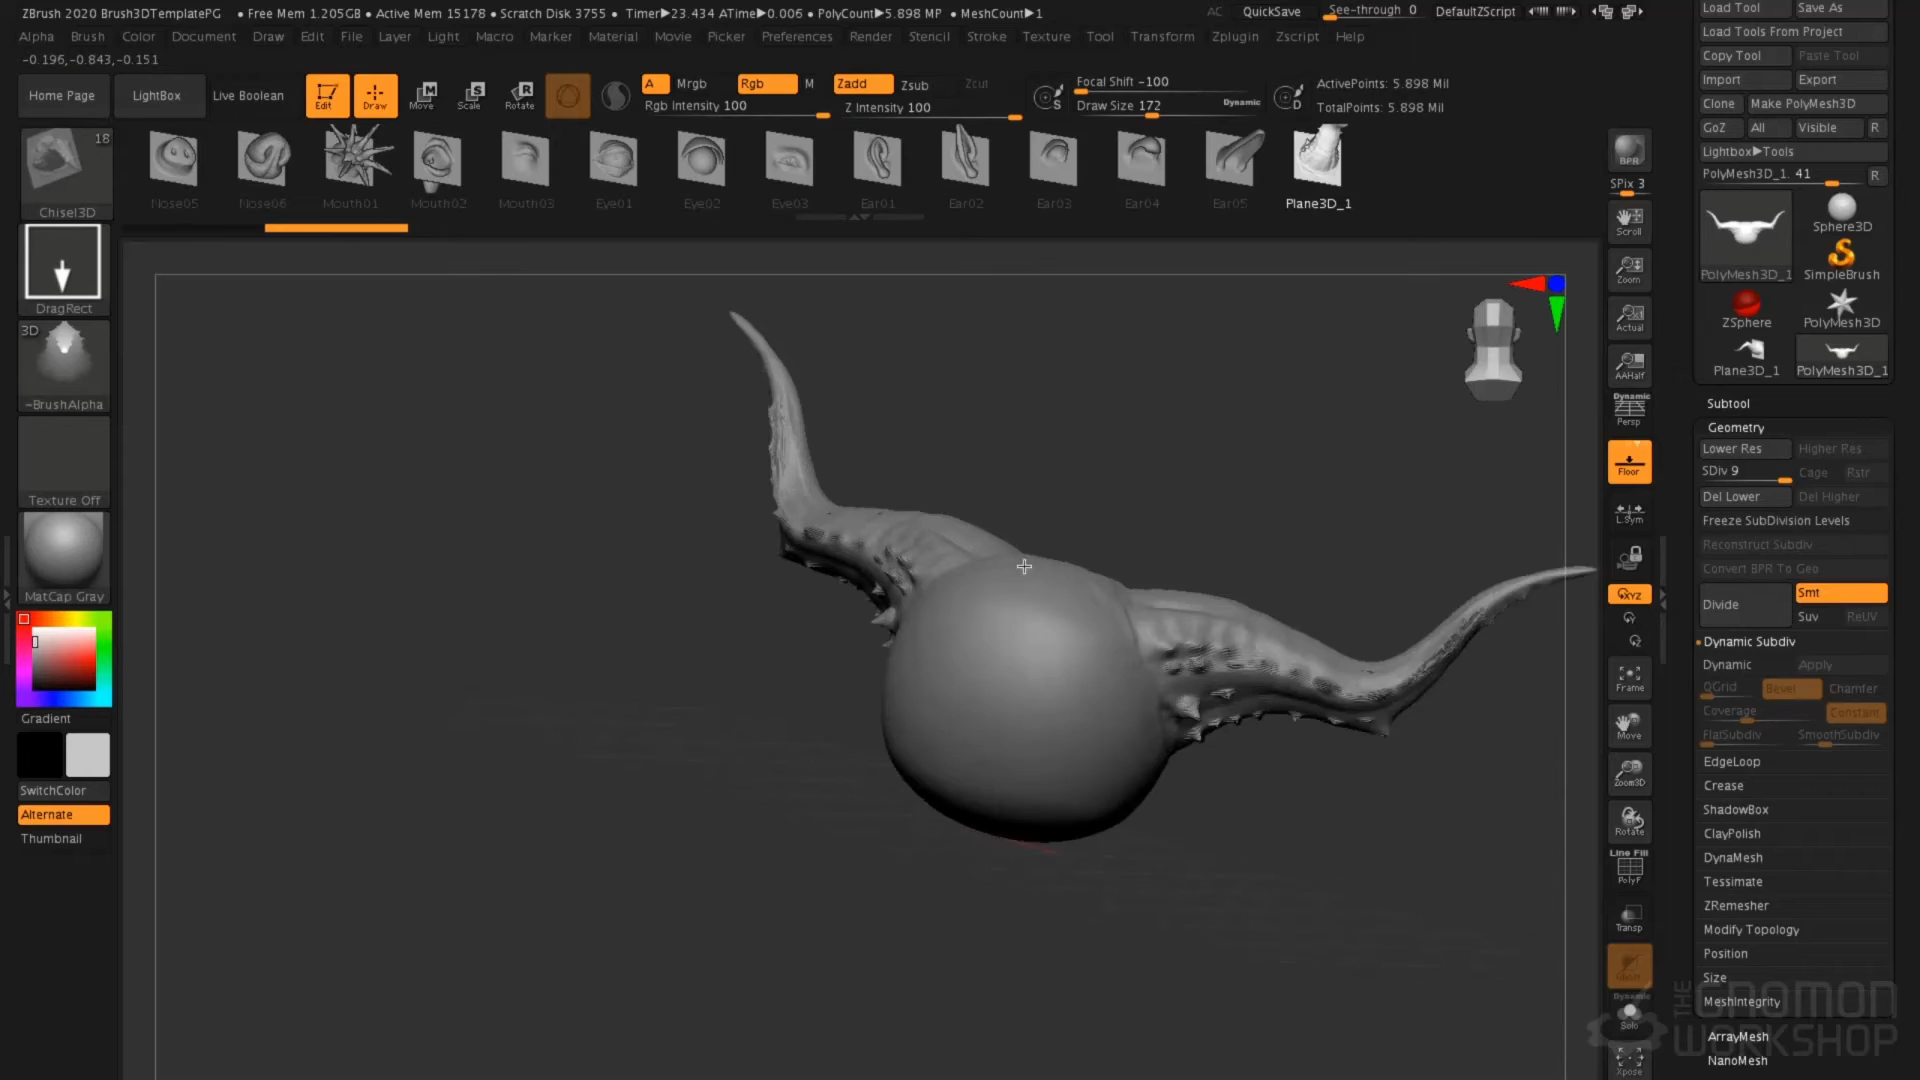 ZBrush 2020 Brush3DTemplatePG • Free Mem 1.205GB • Active Mem 15178 • Scratch Disk 3755 • Timer▶23.434 ATime▶0.006 • PolyCount▶5.898 MP • MeshCount▶1 AC QuickSave See-through 0 DefaultZScript
Alpha Brush Color Document Draw Edit File Layer Light Macro Marker Material Movie Picker Preferences Render Stencil Stroke Texture Tool Transform Zplugin Zscript Help
-0.196,-0.843,-0.151
Home Page LightBox Live Boolean Edit Draw Move Scale Rotate
A Mrgb Rgb M Zadd Zsub Zcut
Rgb Intensity 100 Z Intensity 100
Focal Shift -100
Draw Size 172 Dynamic
ActivePoints: 5.898 Mil
TotalPoints: 5.898 Mil
18
Chisel3D
Nose05 Nose06 Mouth01 Mouth02 Mouth03 Eye01 Eye02 Eye03 Ear01 Ear02 Ear03 Ear04 Ear05 Plane3D_1
DragRect
3D
~BrushAlpha
Texture Off
MatCap Gray
Gradient
SwitchColor
Alternate
Thumbnail
BPR
SPix 3
Scroll
Zoom
Actual
AAHalf
Dynamic
Persp
Floor
L.Sym
XYZ
Frame
Move
Zoom3D
Rotate
Line Fill
PolyF
Transp
Ghost
Dynamic
Solo
Xpose
Load Tool Save As
Load Tools From Project
Copy Tool Paste Tool
Import Export
Clone Make PolyMesh3D
GoZ All Visible R
Lightbox▶Tools
PolyMesh3D_1. 41 R
PolyMesh3D_1 Sphere3D
SimpleBrush
ZSphere PolyMesh3D
Plane3D_1 PolyMesh3D_1
Subtool
Geometry
Lower Res Higher Res
SDiv 9 Cage Rstr
Del Lower Del Higher
Freeze SubDivision Levels
Reconstruct Subdiv
Convert BPR To Geo
Divide Smt
Suv ReUV
Dynamic Subdiv
Dynamic Apply
QGrid Bevel Chamfer
Coverage Constant
FlatSubdiv SmoothSubdiv
EdgeLoop
Crease
ShadowBox
ClayPolish
DynaMesh
Tessimate
ZRemesher
Modify Topology
Position
Size
MeshIntegrity
ArrayMesh
NanoMesh
THE GNOMON WORKSHOP